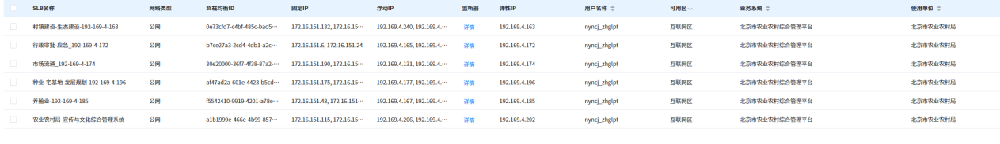 SLB名称 网络类型 负载均衡ID 固定IP 浮动IP 监听器 弹性IP 用户名称 可用区 业务系统 使用单位
村镇建设-生态建设-192-169-4-163 公网 0e73cfd7-c4bf-485c-bad5··· 172.16.151.132, 172.16.15··· 192.169.4.240, 192.169.4.··· 详情 192.169.4.163 nyncj_zhglpt 互联网区 北京市农业农村综合管理平台 北京市农业农村局
行政审批-应急_192-169-4-172 公网 b7ce27a3-2cd4-4db1-a2c··· 172.16.151.6, 172.16.151.24 192.169.4.165, 192.169.4.··· 详情 192.169.4.172 nyncj_zhglpt 互联网区 北京市农业农村综合管理平台 北京市农业农村局
市场流通_192-169-4-174 公网 30e20000-36f7-4f38-87a2-··· 172.16.151.190, 172.16.15··· 192.169.4.131, 192.169.4.··· 详情 192.169.4.174 nyncj_zhglpt 互联网区 北京市农业农村综合管理平台 北京市农业农村局
种业-宅基地-发展规划-192-169-4-196 公网 af47ad2a-601e-4423-b5cd··· 172.16.151.175, 172.16.15··· 192.169.4.177, 192.169.4.··· 详情 192.169.4.196 nyncj_zhglpt 互联网区 北京市农业农村综合管理平台 北京市农业农村局
养殖业-192-169-4-185 公网 f5542410-9919-4201-a78e··· 172.16.151.48, 172.16.151··· 192.169.4.167, 192.169.4.··· 详情 192.169.4.185 nyncj_zhglpt 互联网区 北京市农业农村综合管理平台 北京市农业农村局
农业农村局-宣传与文化综合管理系统 公网 a1b1999e-466e-4b99-857··· 172.16.151.115, 172.16.15··· 192.169.4.206, 192.169.4.··· 详情 192.169.4.202 nyncj_zhglpt 互联网区 北京市农业农村综合管理平台 北京市农业农村局